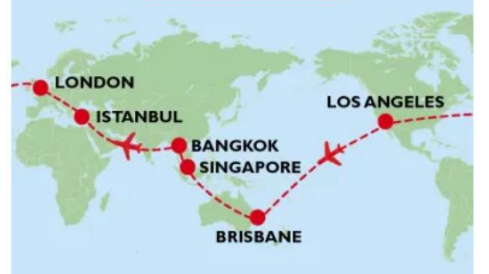 LONDON
ISTANBUL
LOS ANGELES
BANGKOK
SINGAPORE
BRISBANE